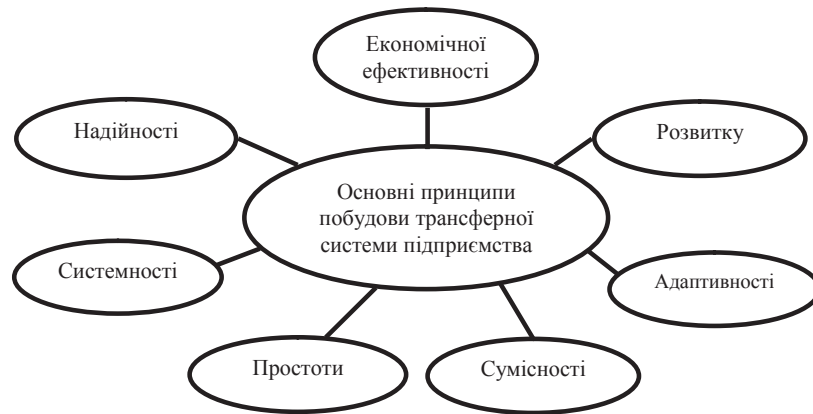 Економічної
ефективності
Надійності
Розвитку
Основні принципи
побудови трансферної
системи підприємства
Системності
Адаптивності
Простоти
Сумісності